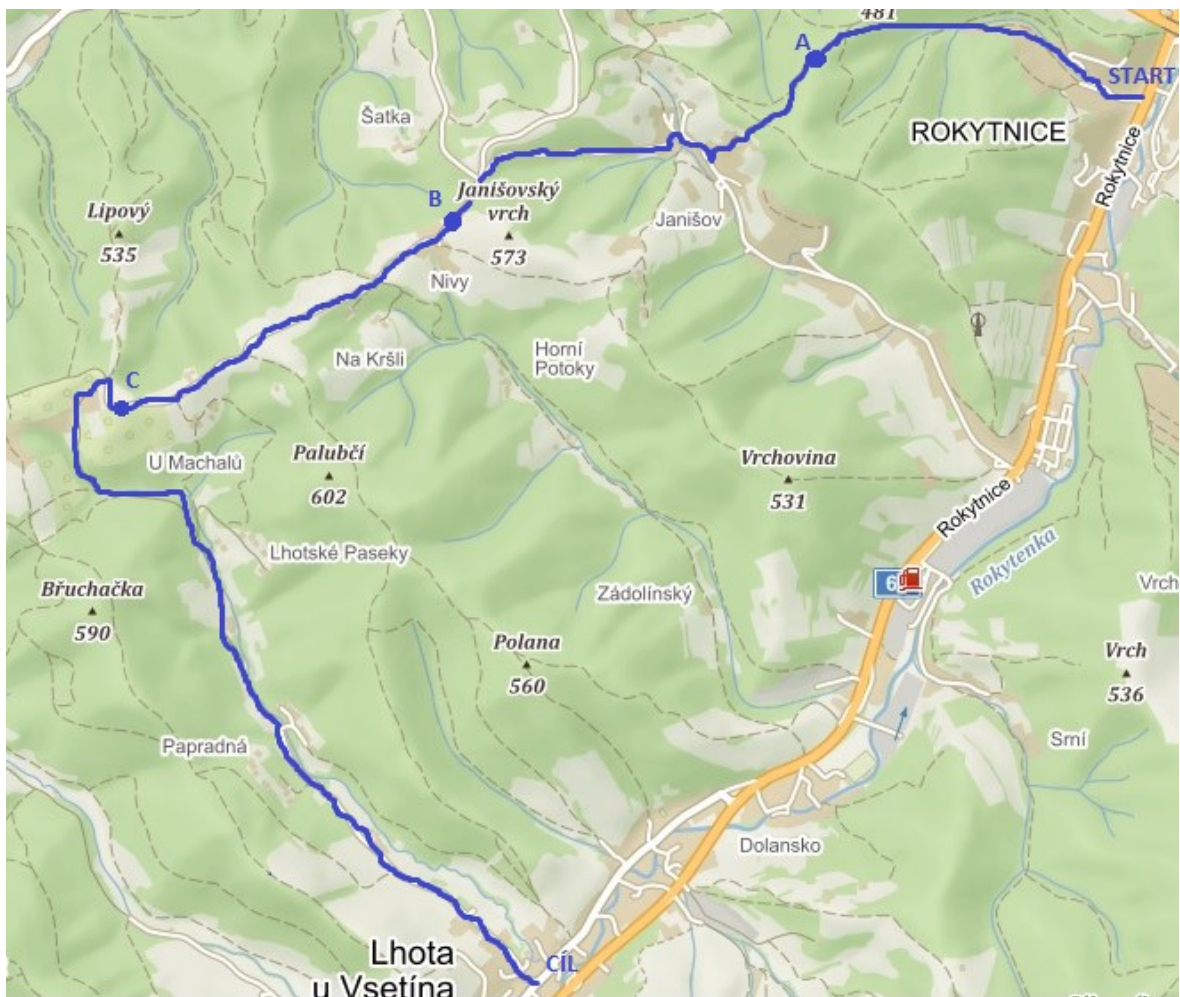 481
A
START
ROKYTNICE
Šatka
Rokytnice
Lipový
535
B
Janišovský
vrch
573
Janišov
Nivy
Na Kršli
Horní
Potoky
C
U Machalů
Palubčí
602
Vrchovina
531
Rokytnice
Lhotské Paseky
Rokytenka
Břuchačka
590
Zádolínský
6
Vrch
Polana
560
Vrch
536
Papradná
Srní
Dolansko
Lhota
u Vsetína
CÍL